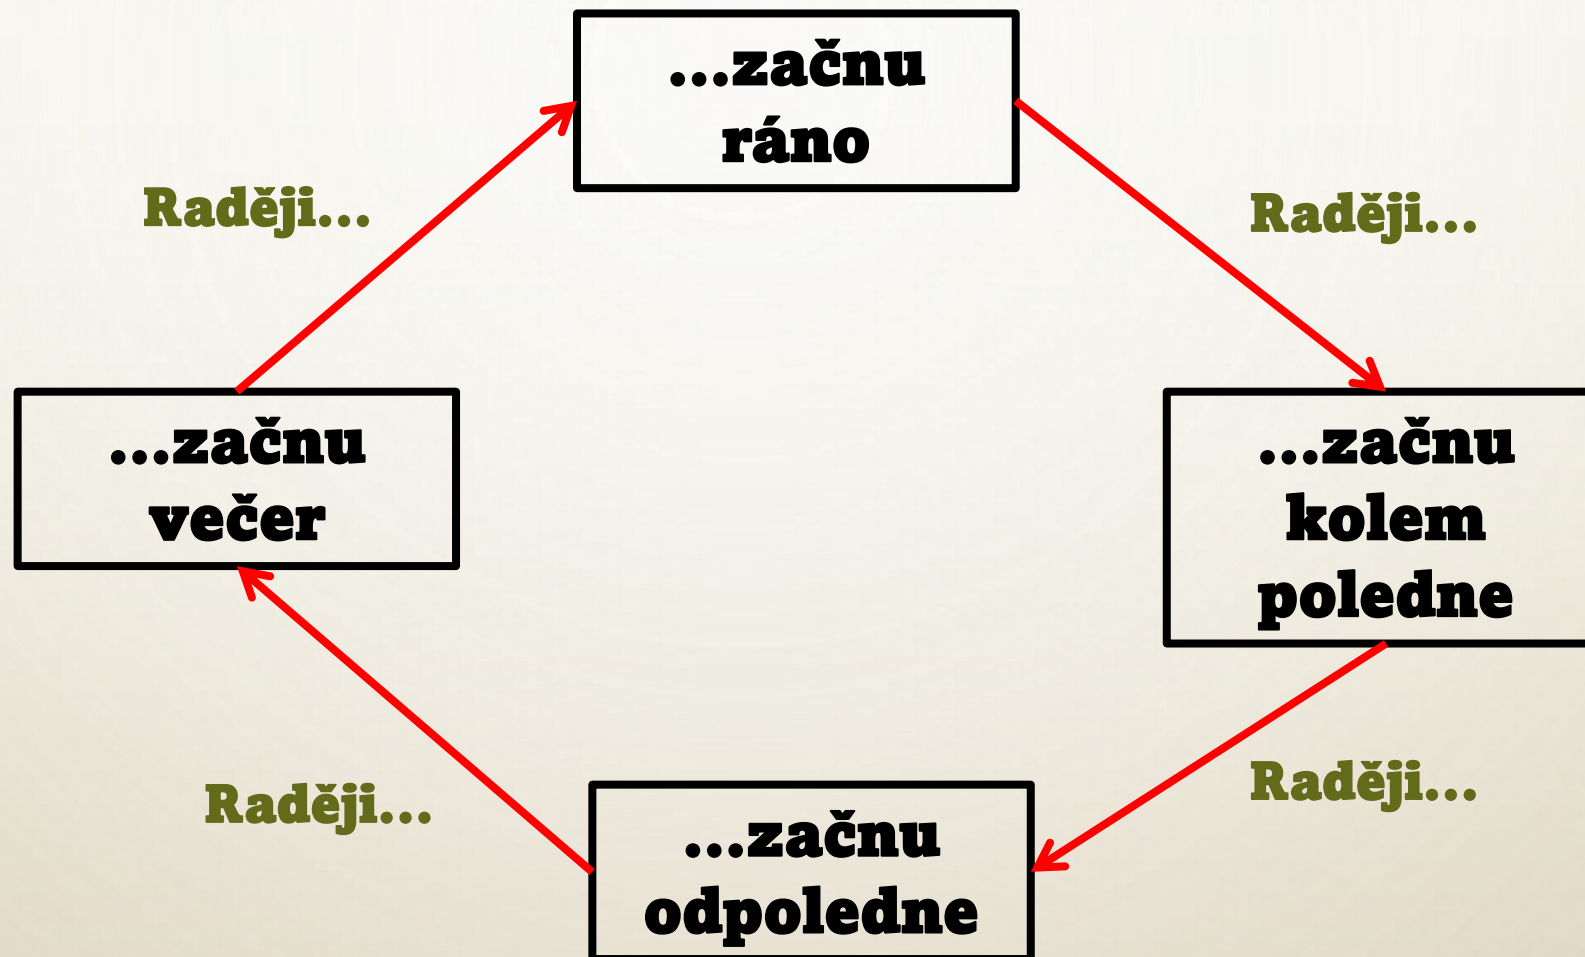 ...začnu
ráno
Raději...
Raději...
...začnu
večer
...začnu
kolem
poledne
Raději...
Raději...
...začnu
odpoledne